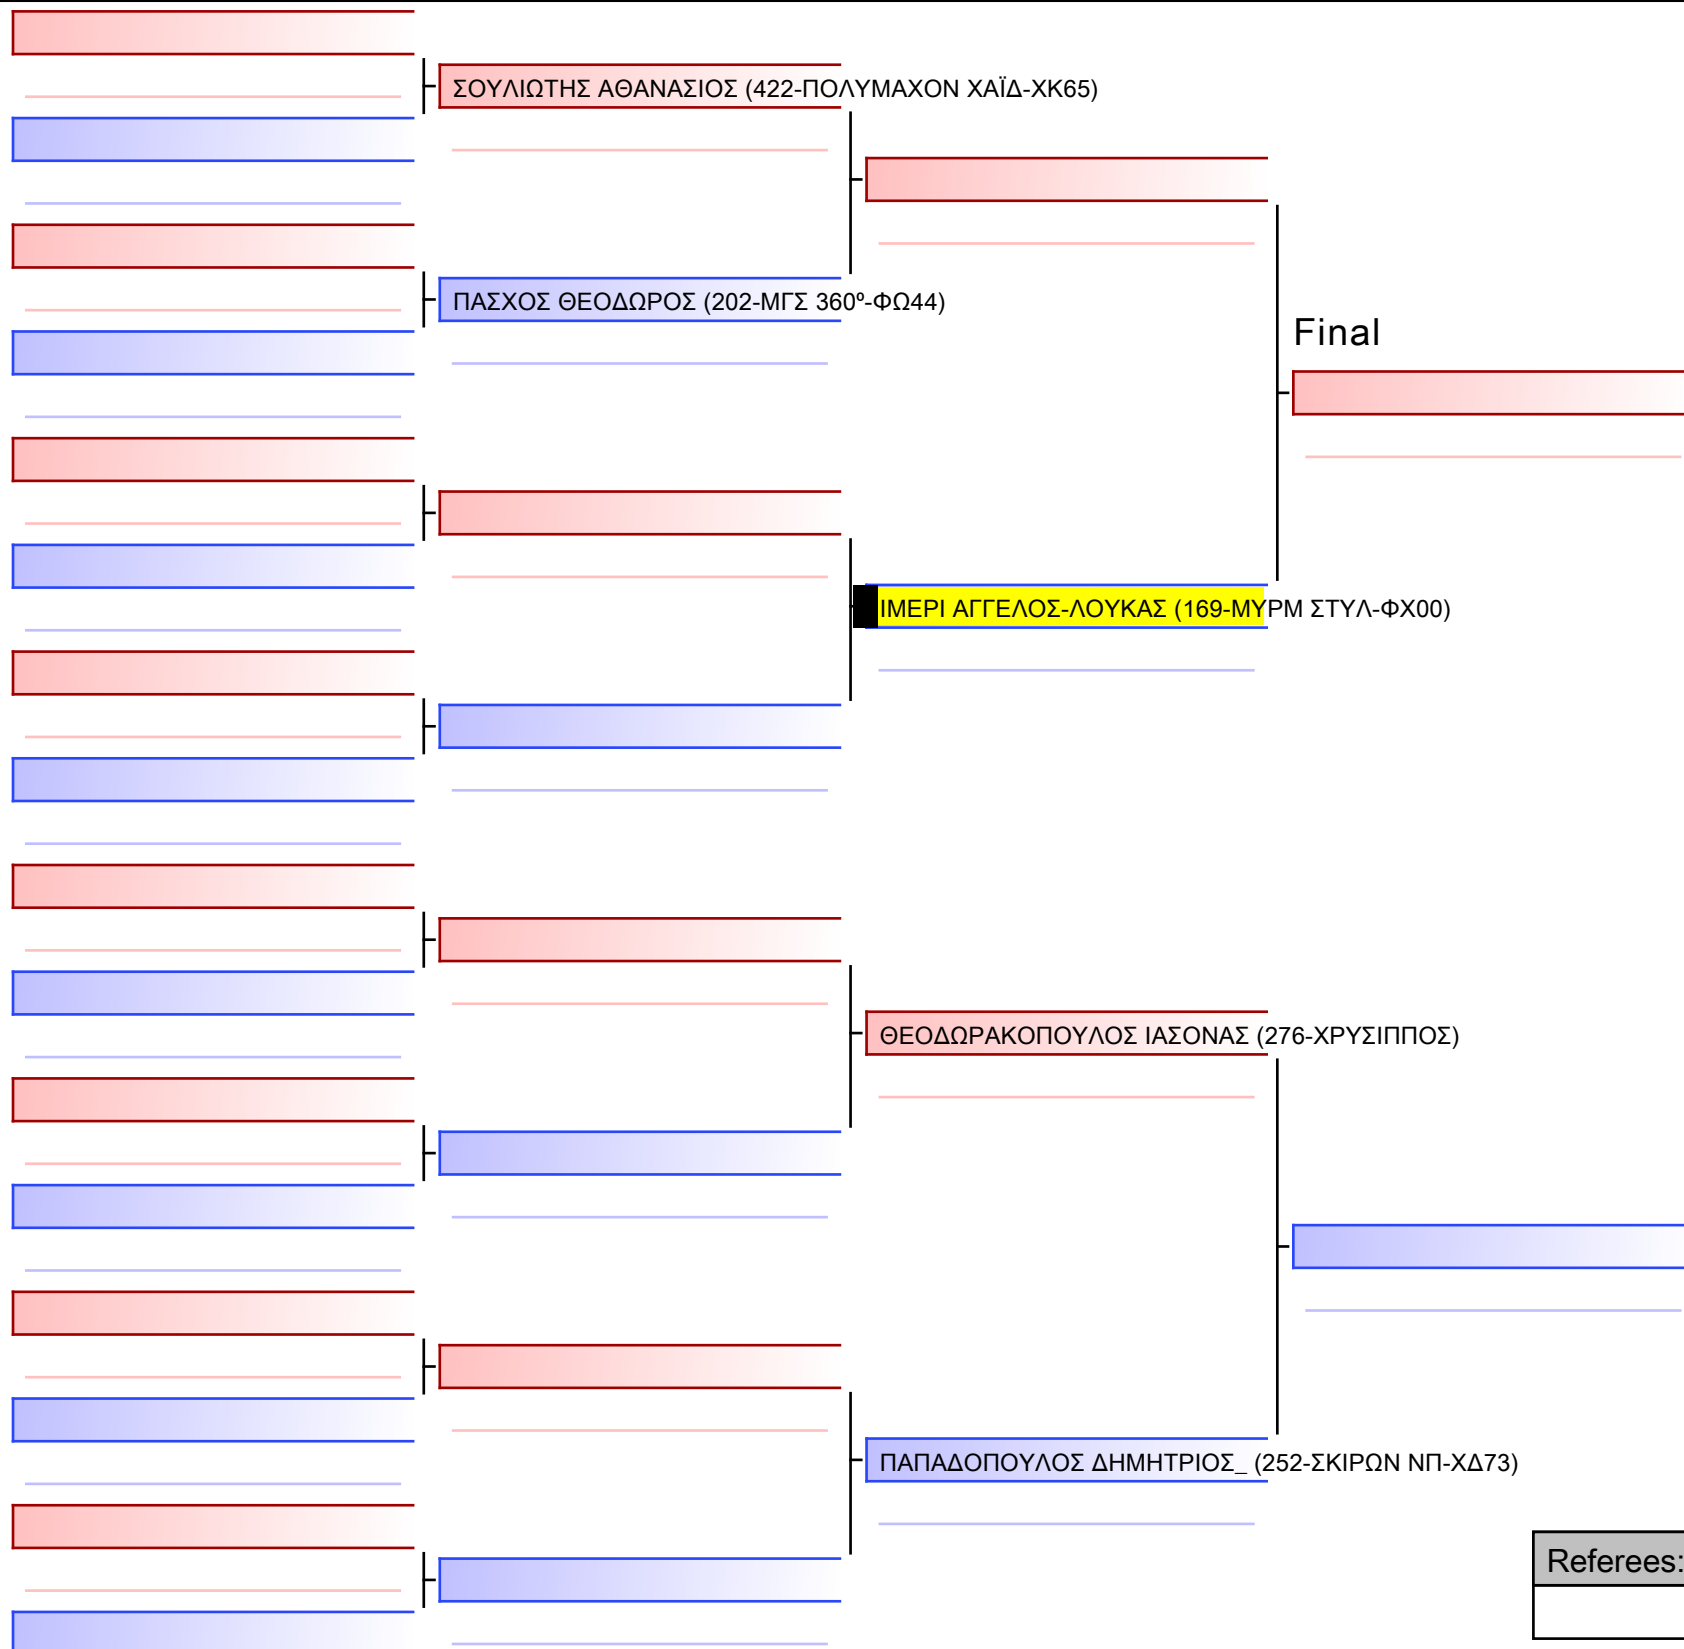 ΣΟΥΛΙΩΤΗΣ ΑΘΑΝΑΣΙΟΣ (422-ΠΟΛΥΜΑΧΟΝ ΧΑΪΔ-ΧΚ65)
ΠΑΣΧΟΣ ΘΕΟΔΩΡΟΣ (202-ΜΓΣ 360º-ΦΩ44)
Final
ΙΜΕΡΙ ΑΓΓΕΛΟΣ-ΛΟΥΚΑΣ (169-ΜΥΡΜ ΣΤΥΛ-ΦΧ00)
ΘΕΟΔΩΡΑΚΟΠΟΥΛΟΣ ΙΑΣΟΝΑΣ (276-ΧΡΥΣΙΠΠΟΣ)
ΠΑΠΑΔΟΠΟΥΛΟΣ ΔΗΜΗΤΡΙΟΣ_ (252-ΣΚΙΡΩΝ ΝΠ-ΧΔ73)
Referees: